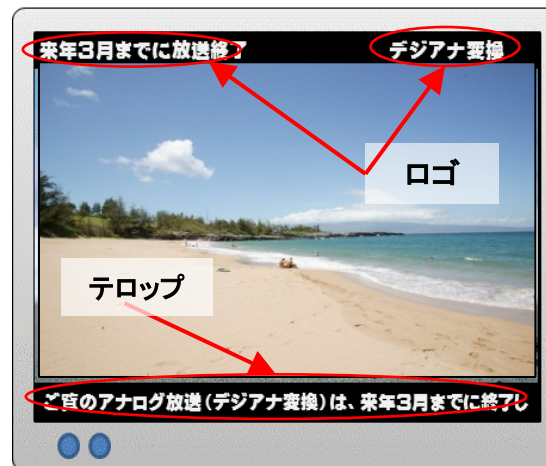 来年3月までに放送終了
デジアナ変換
ロゴ
テロップ
ご覧のアナログ放送(デジアナ変換)は、来年3月までに終了し